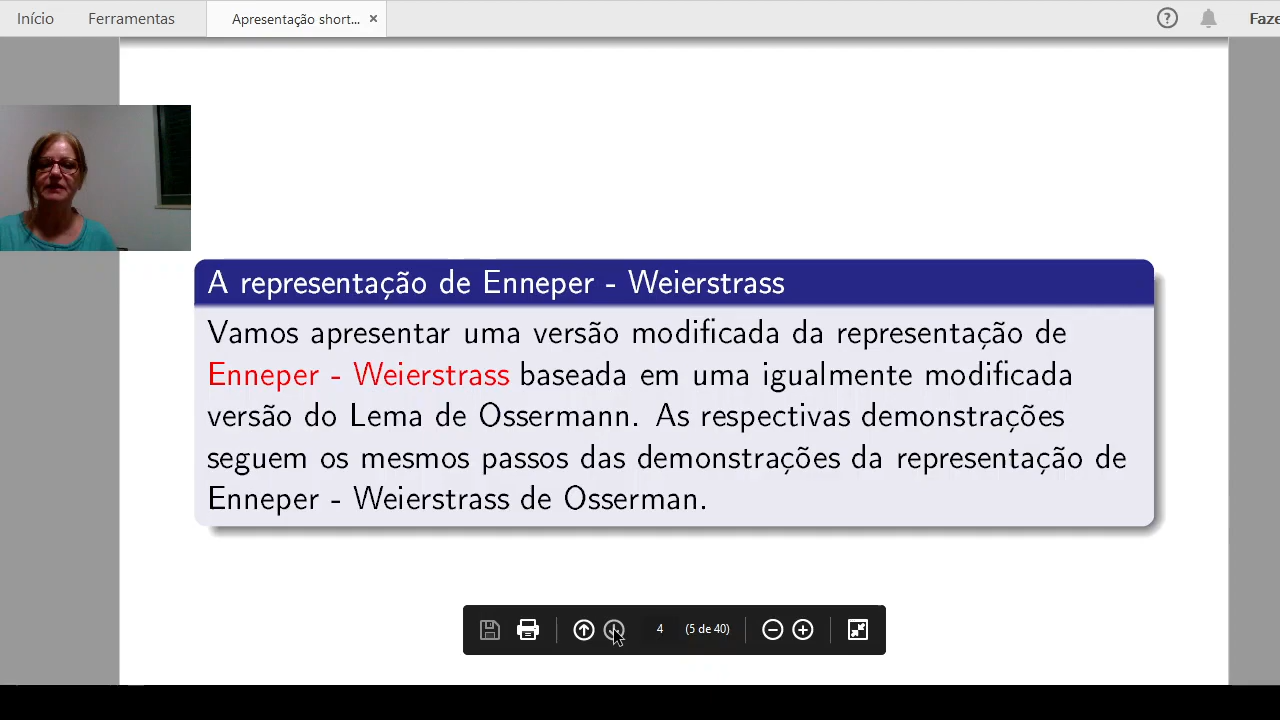 Início Ferramentas Apresentação short... × ? Faze
A representação de Enneper - Weierstrass
Vamos apresentar uma versão modificada da representação de
Enneper - Weierstrass baseada em uma igualmente modificada
versão do Lema de Ossermann. As respectivas demonstrações
seguem os mesmos passos das demonstrações da representação de
Enneper - Weierstrass de Osserman.
4 (5 de 40)